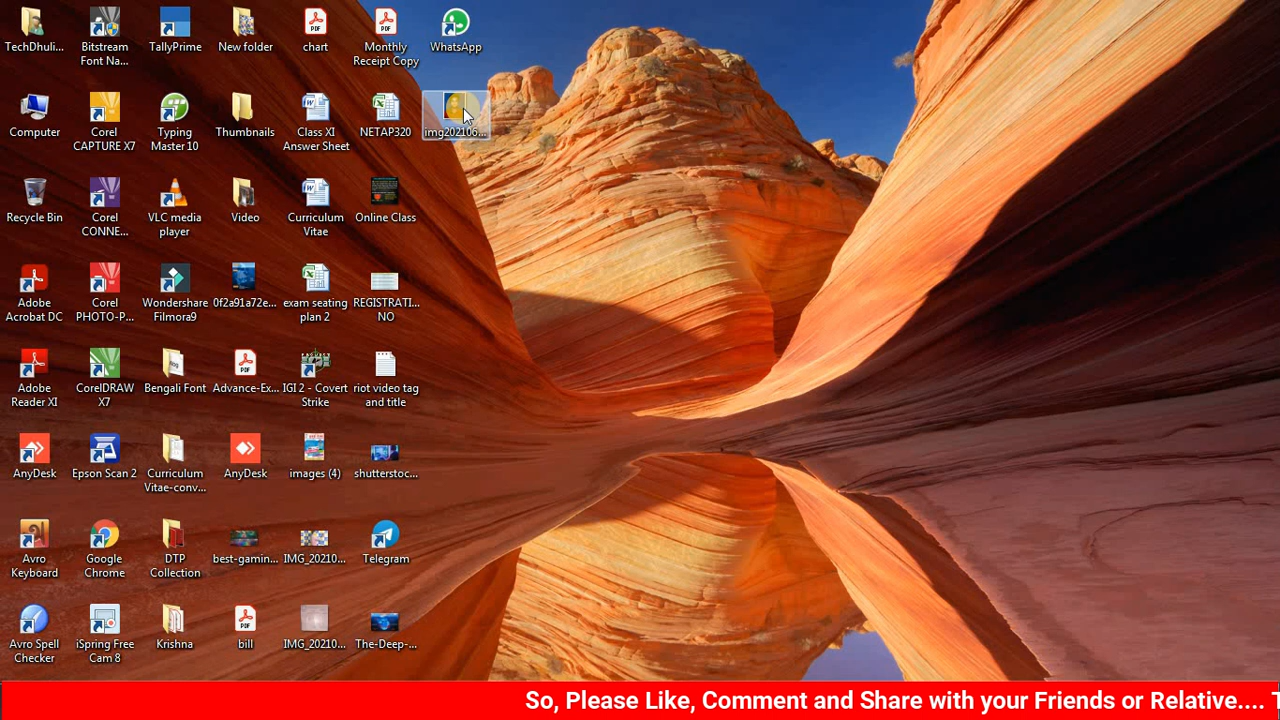 TechDhuli...
Bitstream
Font Na...
TallyPrime
New folder
chart
Monthly
Receipt Copy
WhatsApp
Computer
Corel
CAPTURE X7
Typing
Master 10
Thumbnails
Class XI
Answer Sheet
NETAP320
img202106...
Recycle Bin
Corel
CONNE...
VLC media
player
Video
Curriculum
Vitae
Online Class
Adobe
Acrobat DC
Corel
PHOTO-P...
Wondershare
Filmora9
0f2a91a72e...
exam seating
plan 2
REGISTRATI...
NO
Adobe
Reader XI
CorelDRAW
X7
Bengali Font
Advance-Ex...
IGI 2 - Covert
Strike
riot video tag
and title
AnyDesk
Epson Scan 2
Curriculum
Vitae-conv...
AnyDesk
images (4)
shutterstoc...
Avro
Keyboard
Google
Chrome
DTP
Collection
best-gamin...
IMG_20210...
Telegram
Avro Spell
Checker
iSpring Free
Cam 8
Krishna
bill
IMG_20210...
The-Deep-...
So, Please Like, Comment and Share with your Friends or Relative.... T